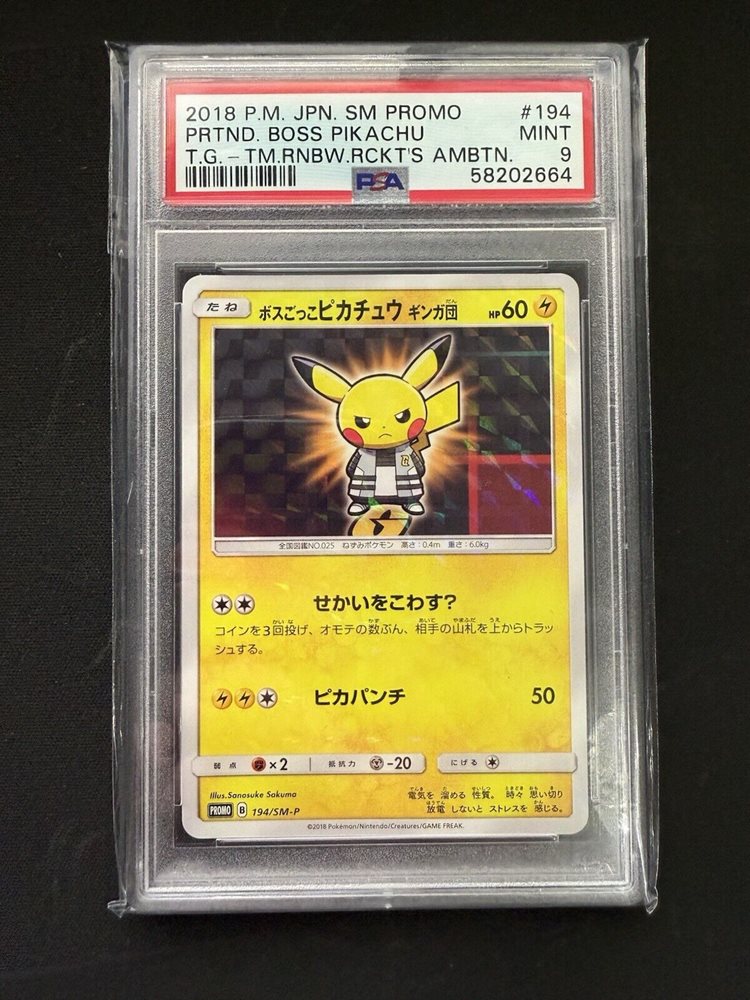 2018 P.M. JPN. SM PROMO #194
PRTND. BOSS PIKACHU MINT
T.G.-TM.RNBW.RCKT'S AMBTN. 9
PSA 58202664
たね ボスごっこピカチュウ ギンガ団 HP60
全国図鑑NO.025 ねずみポケモン 高さ:0.4m 重さ:6.0kg
せかいをこわす?
コインを3回投げ、オモテの数ぶん、相手の山札を上からトラッ
シュする。
ピカパンチ 50
弱点 ×2 抵抗力 -20 にげる
Illus.Sanosuke Sakuma
電気を 溜める 性質。 時々 思い切り
放電 しないと ストレスを 感じる。
PROMO B 194/SM-P
©2018 Pokémon/Nintendo/Creatures/GAME FREAK.